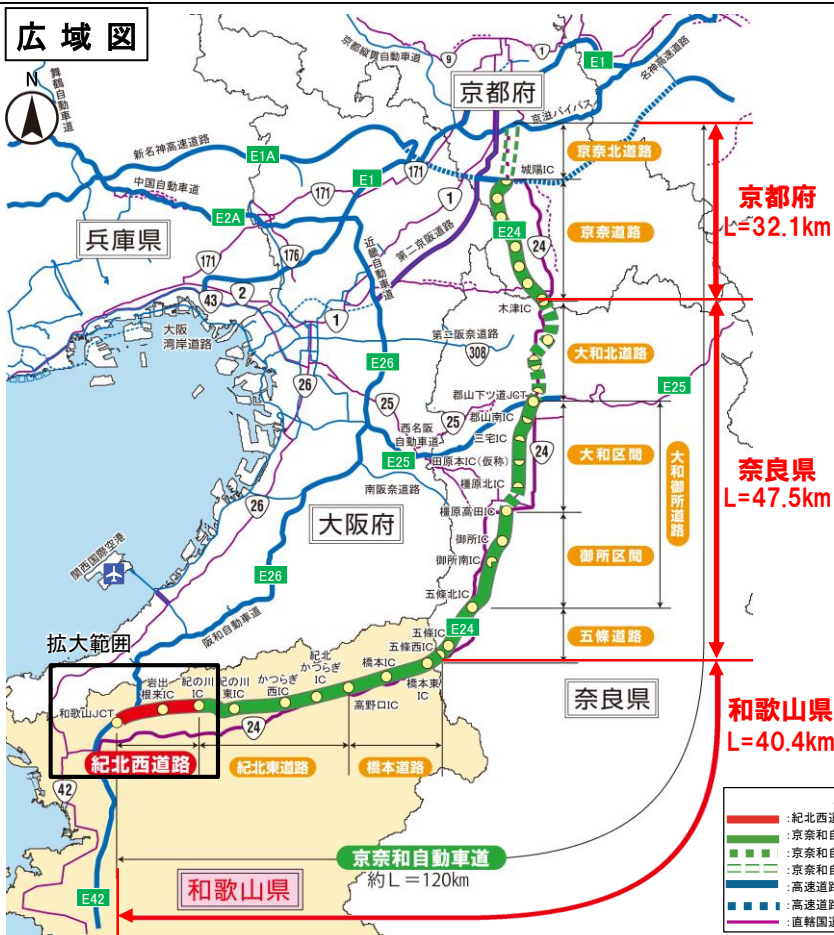 広域図
N
舞鶴自動車道
京都縦貫自動車道
9
1
E1
名神高速道路
京都府
京滋バイパス
新名神高速道路
E1A
171
E1
城陽IC
京奈北道路
中国自動車道
171
1
E2A
京都府
L=32.1km
兵庫県
近畿自動車道
第二京阪道路
E24
24
京奈道路
171
176
43
2
木津IC
大阪湾岸道路
1
第二阪奈道路
308
大和北道路
26
E26
E25
25
郡山下ツ道JCT
郡山南IC
西名阪自動車道
25
三宅IC
E25
田原本IC(仮称)
24
大和区間
大和御所道路
奈良県
L=47.5km
南阪奈道路
橿原北IC
26
大阪府
橿原高田IC
御所IC
御所南IC
御所区間
関西国際空港
E26
五條北IC
阪和自動車道
五條IC
E24
五條西IC
五條道路
拡大範囲
岩出根来IC
紀の川IC
紀の川東IC
かつらぎ西IC
紀北かつらぎIC
橋本IC
橋本東IC
高野口IC
和歌山JCT
24
奈良県
和歌山県
L=40.4km
紀北西道路
紀北東道路
橋本道路
42
京奈和自動車道
約L=120km
和歌山県
E42
:紀北西道
:京奈和自
:京奈和自
:京奈和自
:高速道路
:高速道路
:直轄国道